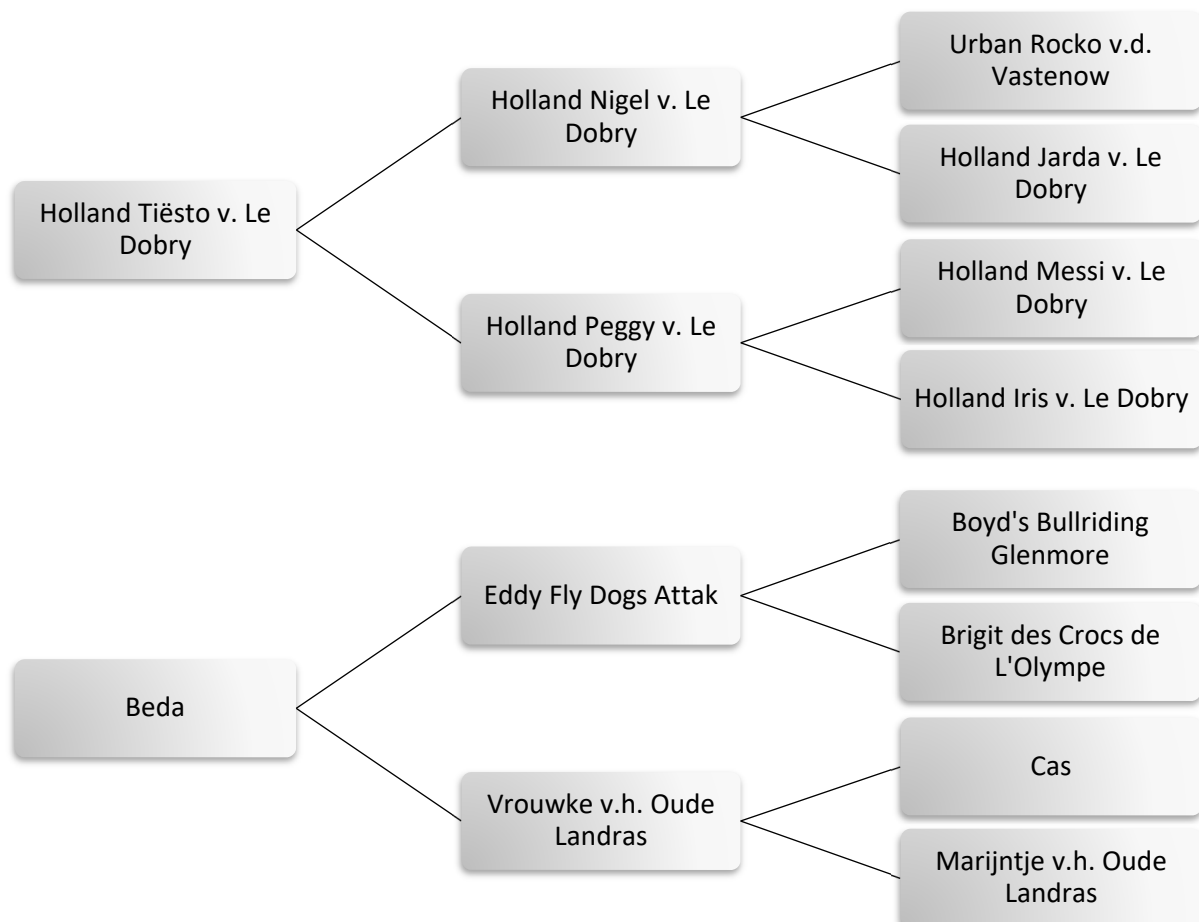 Urban Rocko v.d.
Vastenow
Holland Nigel v. Le
Dobry
Holland Jarda v. Le
Dobry
Holland Tiësto v. Le
Dobry
Holland Messi v. Le
Dobry
Holland Peggy v. Le
Dobry
Holland Iris v. Le Dobry
Boyd's Bullriding
Glenmore
Eddy Fly Dogs Attak
Brigit des Crocs de
L'Olympe
Beda
Cas
Vrouwke v.h. Oude
Landras
Marijntje v.h. Oude
Landras